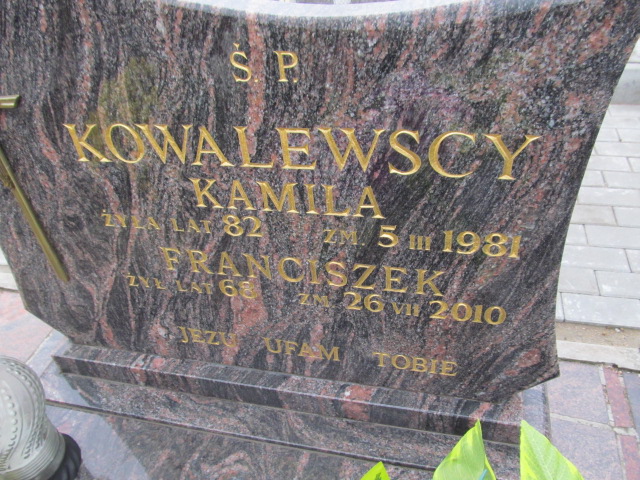 Ś. P.
KOWALEWSCY
KAMILA
ŻYŁA LAT 82 ZM. 5 III 1981
FRANCISZEK
ŻYŁ LAT 68 ZM. 26 VII 2010
JEZU UFAM TOBIE